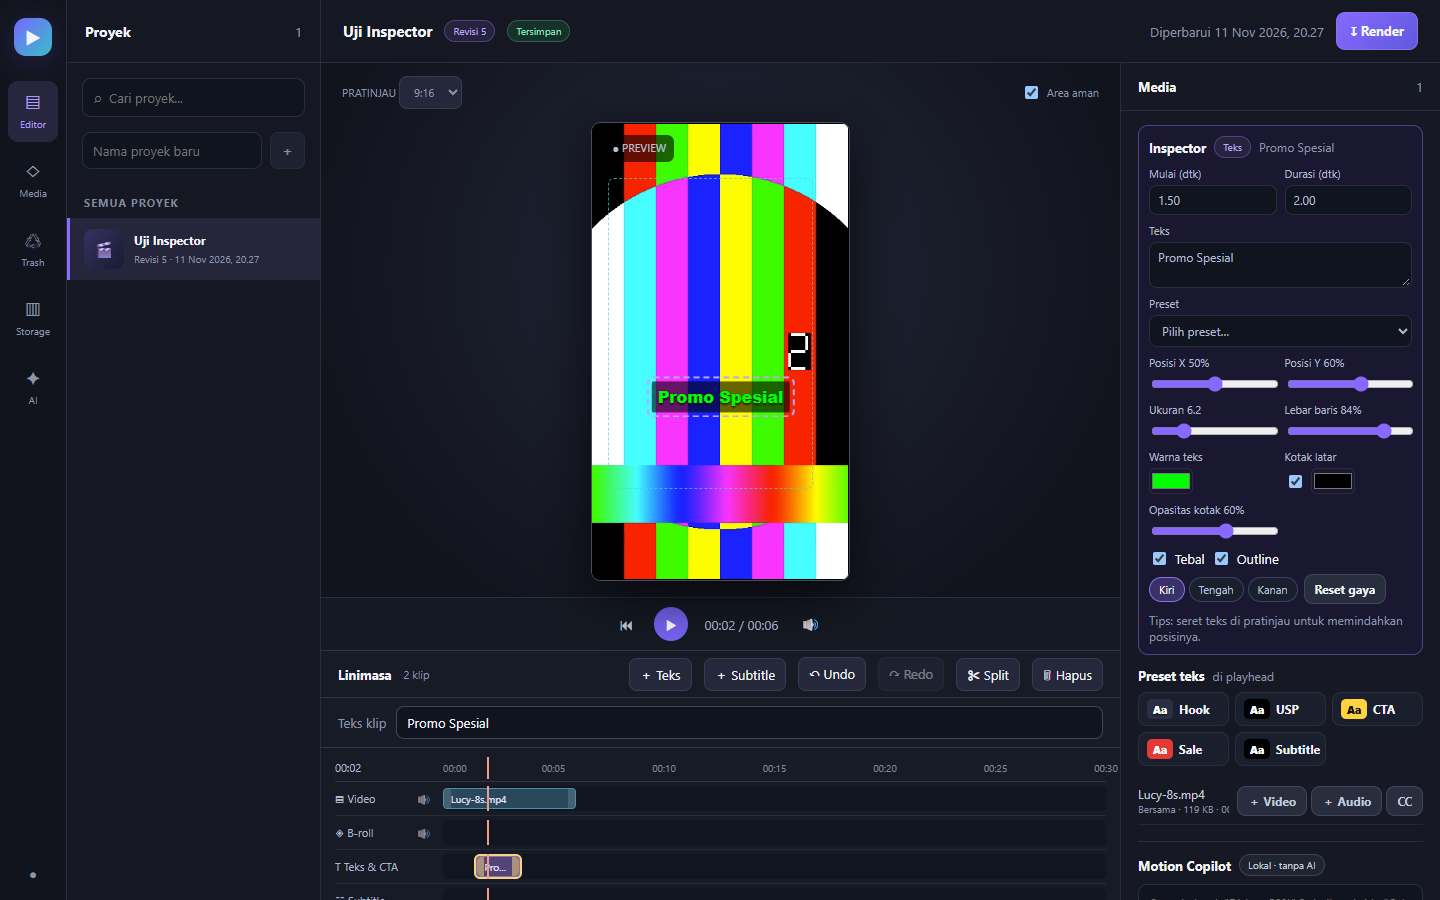 Editor
Media
Trash
Storage
AI
Proyek
1
Cari proyek...
Nama proyek baru
+
SEMUA PROYEK
Uji Inspector
Revisi 5 · 11 Nov 2026, 20.27
Uji Inspector
Revisi 5
Tersimpan
Diperbarui 11 Nov 2026, 20.27
Render
PRATINJAU
9:16
Area aman
PREVIEW
2
Promo Spesial
00:02 / 00:06
Linimasa
2 klip
+ Teks
+ Subtitle
Undo
Redo
Split
Hapus
Teks klip
Promo Spesial
00:02
00:00
00:05
00:10
00:15
00:20
00:25
00:30
Video
Lucy-8s.mp4
B-roll
T Teks & CTA
Pro...
Subtitle
Media
1
Inspector
Teks
Promo Spesial
Mulai (dtk)
Durasi (dtk)
1.50
2.00
Teks
Promo Spesial
Preset
Pilih preset...
Posisi X 50%
Posisi Y 60%
Ukuran 6.2
Lebar baris 84%
Warna teks
Kotak latar
Opasitas kotak 60%
Tebal
Outline
Kiri
Tengah
Kanan
Reset gaya
Tips: seret teks di pratinjau untuk memindahkan
posisinya.
Preset teks
di playhead
Aa Hook
Aa USP
Aa CTA
Aa Sale
Aa Subtitle
Lucy-8s.mp4
Bersama · 119 KB ·
+ Video
+ Audio
CC
Motion Copilot
Lokal · tanpa AI